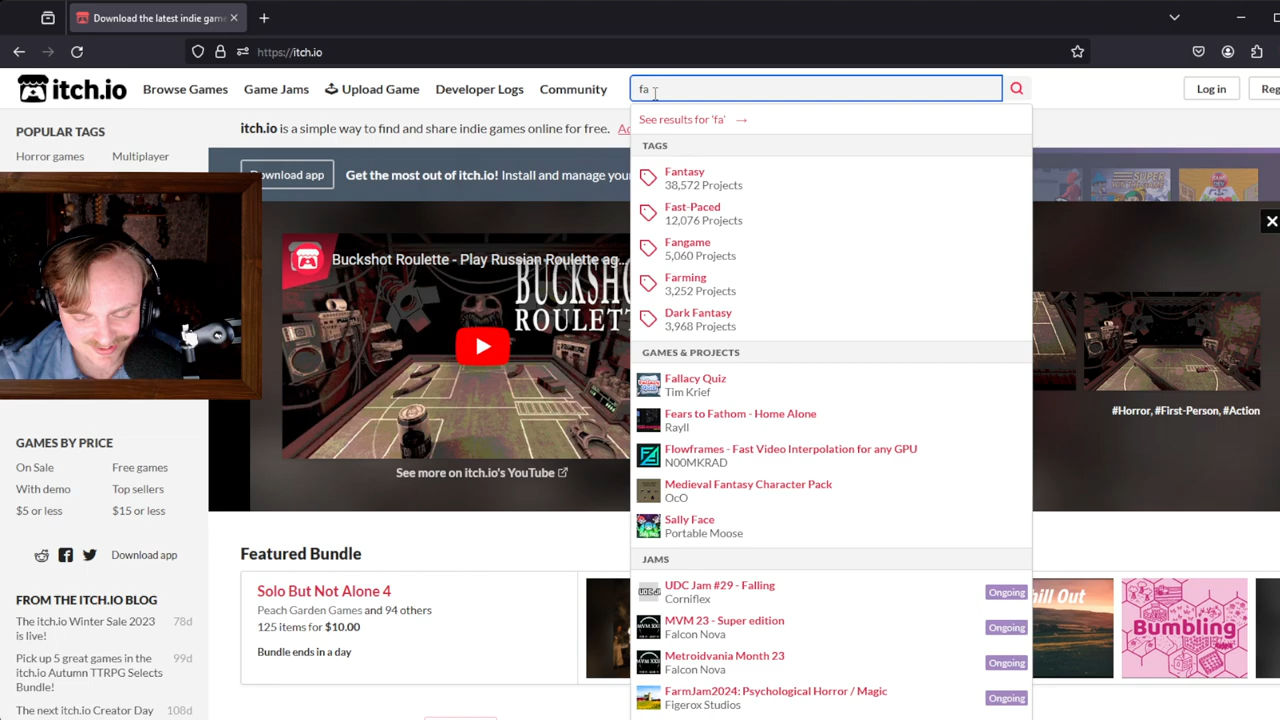 Download the latest indie game
https://itch.io
itch.io
Browse Games
Game Jams
Upload Game
Developer Logs
Community
fa
Log in
Reg
POPULAR TAGS
Horror games
Multiplayer
itch.io is a simple way to find and share indie games online for free.
Download app
Get the most out of itch.io! Install and manage your
Buckshot Roulette - Play Russian Roulette ag...
BUCKSHO
ROULETT
See more on itch.io's YouTube
#Horror, #First-Person, #Action
See results for 'fa' →
TAGS
Fantasy
38,572 Projects
Fast-Paced
12,076 Projects
Fangame
5,060 Projects
Farming
3,252 Projects
Dark Fantasy
3,968 Projects
GAMES & PROJECTS
Fallacy Quiz
Tim Krief
Fears to Fathom - Home Alone
Rayll
Flowframes - Fast Video Interpolation for any GPU
N00MKRAD
Medieval Fantasy Character Pack
OcO
Sally Face
Portable Moose
JAMS
UDC Jam #29 - Falling
Corniflex
Ongoing
MVM 23 - Super edition
Falcon Nova
Ongoing
Metroidvania Month 23
Falcon Nova
Ongoing
FarmJam2024: Psychological Horror / Magic
Figerox Studios
Ongoing
GAMES BY PRICE
On Sale
Free games
With demo
Top sellers
$5 or less
$15 or less
Download app
FROM THE ITCH.IO BLOG
The itch.io Winter Sale 2023
is live!
78d
Pick up 5 great games in the
itch.io Autumn TTRPG Selects
Bundle!
99d
The next itch.io Creator Day
108d
Featured Bundle
Solo But Not Alone 4
Peach Garden Games and 94 others
125 items for $10.00
Bundle ends in a day
hill Out
Bumbling